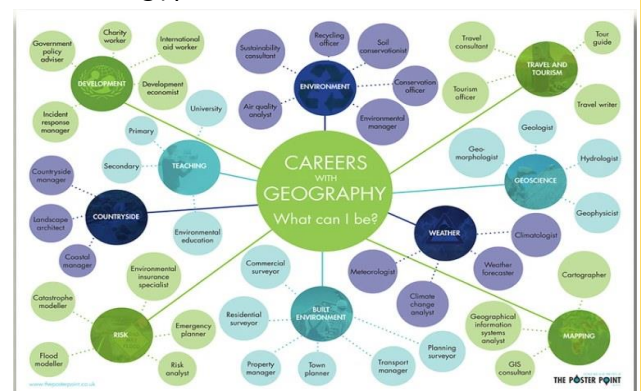 Government
policy
adviser
Charity
worker
International
aid worker
DEVELOPMENT
Development
economist
Incident
response
manager
Sustainability
consultant
Recycling
officer
Soil
conservationist
ENVIRONMENT
Conservation
officer
Air quality
analyst
Environmental
manager
Travel
consultant
Tour
guide
TRAVEL AND
TOURISM
Tourism
officer
Travel writer
University
Primary
TEACHING
Secondary
Environmental
education
CAREERS
WITH
GEOGRAPHY
What can I be?
Geologist
Geo-
morphologist
Hydrologist
GEOSCIENCE
Geophysicist
Countryside
manager
COUNTRYSIDE
Landscape
architect
Coastal
manager
WEATHER
Climatologist
Meteorologist
Weather
forecaster
Climate
change
analyst
Environmental
insurance
specialist
Catastrophe
modeller
RISK
Emergency
planner
Flood
modeller
Risk
analyst
Commercial
surveyor
Residential
surveyor
BUILT
ENVIRONMENT
Planning
surveyor
Property
manager
Town
planner
Transport
manager
Cartographer
Geographical
information
systems
analyst
MAPPING
GIS
consultant
www.theposterpoint.co.uk
THE POSTER POINT